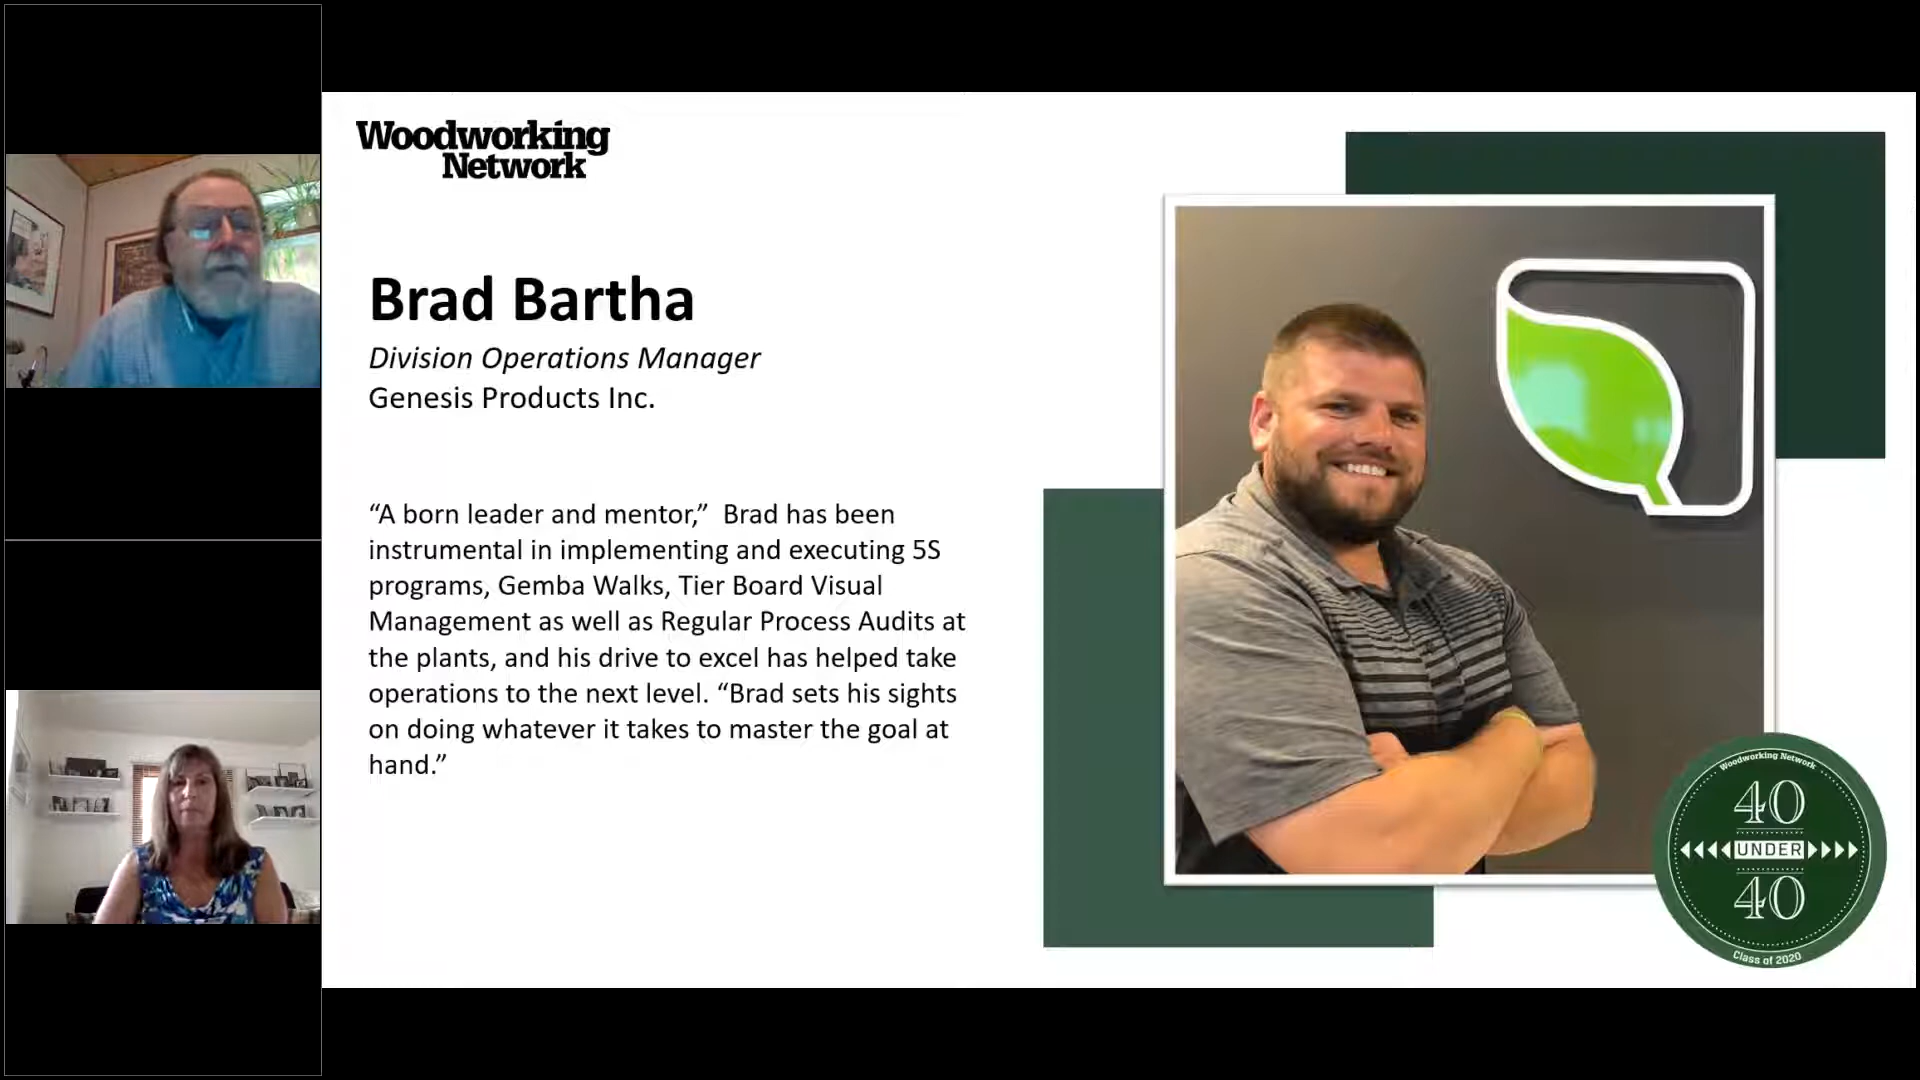 Woodworking
Network
Brad Bartha
Division Operations Manager
Genesis Products Inc.
“A born leader and mentor,”  Brad has been
instrumental in implementing and executing 5S
programs, Gemba Walks, Tier Board Visual
Management as well as Regular Process Audits at
the plants, and his drive to excel has helped take
operations to the next level. “Brad sets his sights
on doing whatever it takes to master the goal at
hand.”
Woodworking Network
40
UNDER
40
Class of 2020